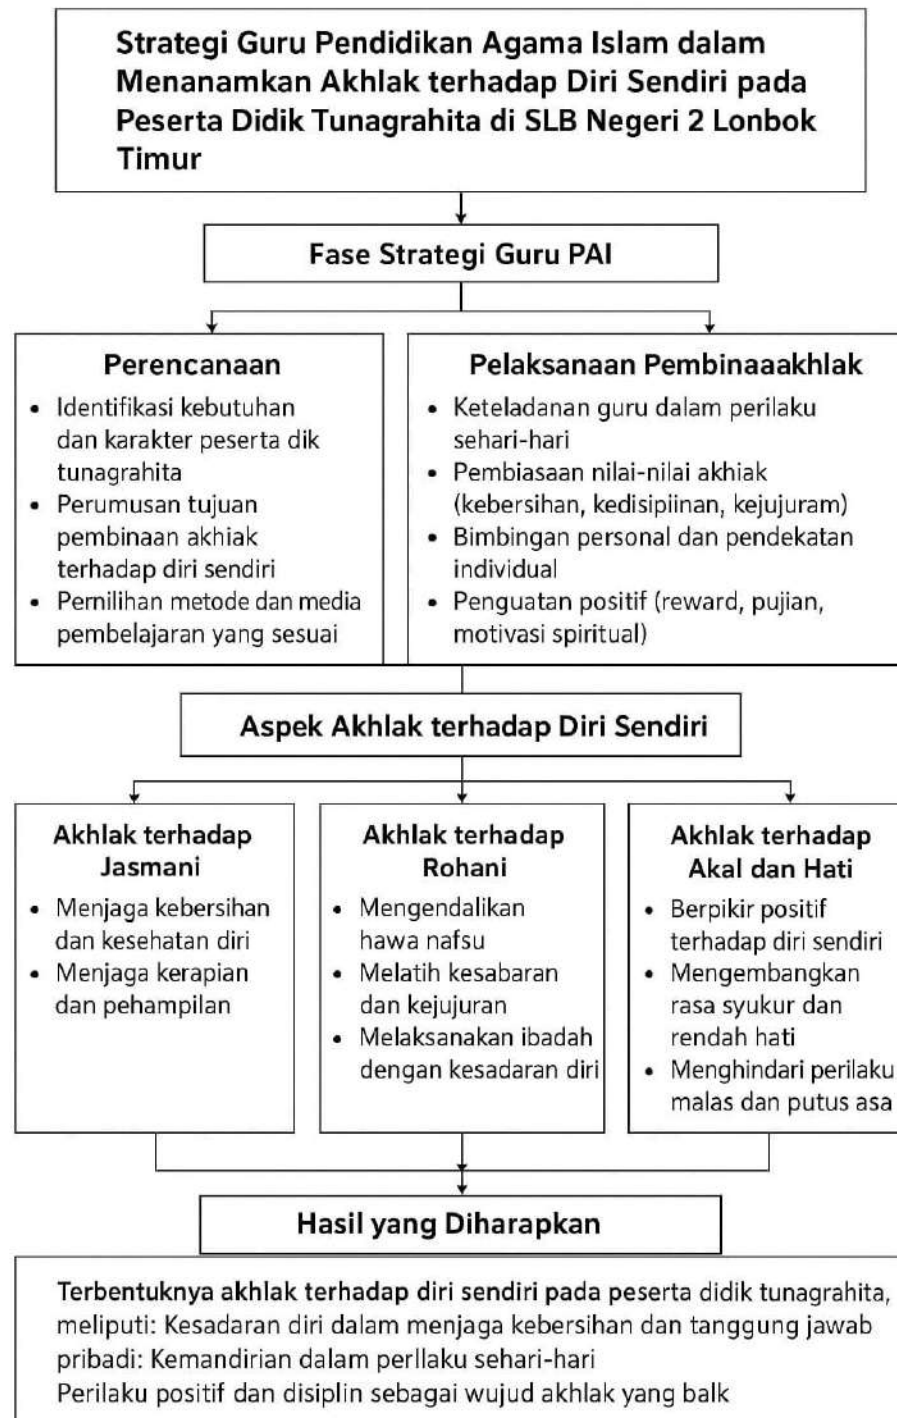 Strategi Guru Pendidikan Agama Islam dalam
Menanamkan Akhlak terhadap Diri Sendiri pada
Peserta Didik Tunagrahita di SLB Negeri 2 Lonbok
Timur
Fase Strategi Guru PAI
Perencanaan
• Identifikasi kebutuhan
dan karakter peserta dik
tunagrahita
• Perumusan tujuan
pembinaan akhiak
terhadap diri sendiri
• Pernilihan metode dan media
pembelajaran yang sesuai
Pelaksanaan Pembinaaakhlak
• Keteladanan guru dalam perilaku
sehari-hari
• Pembiasaan nilai-nilai akhiak
(kebersihan, kedisipiinan, kejujuram)
• Bimbingan personal dan pendekatan
individual
• Penguatan positif (reward, pujian,
motivasi spiritual)
Aspek Akhlak terhadap Diri Sendiri
Akhlak terhadap
Jasmani
• Menjaga kebersihan
dan kesehatan diri
• Menjaga kerapian
dan pehampilan
Akhlak terhadap
Rohani
• Mengendalikan
hawa nafsu
• Melatih kesabaran
dan kejujuran
• Melaksanakan ibadah
dengan kesadaran diri
Akhlak terhadap
Akal dan Hati
• Berpikir positif
terhadap diri sendiri
• Mengembangkan
rasa syukur dan
rendah hati
• Menghindari perilaku
malas dan putus asa
Hasil yang Diharapkan
Terbentuknya akhlak terhadap diri sendiri pada peserta didik tunagrahita,
meliputi: Kesadaran diri dalam menjaga kebersihan dan tanggung jawab
pribadi: Kemandirian dalam perllaku sehari-hari
Perilaku positif dan disiplin sebagai wujud akhlak yang balk